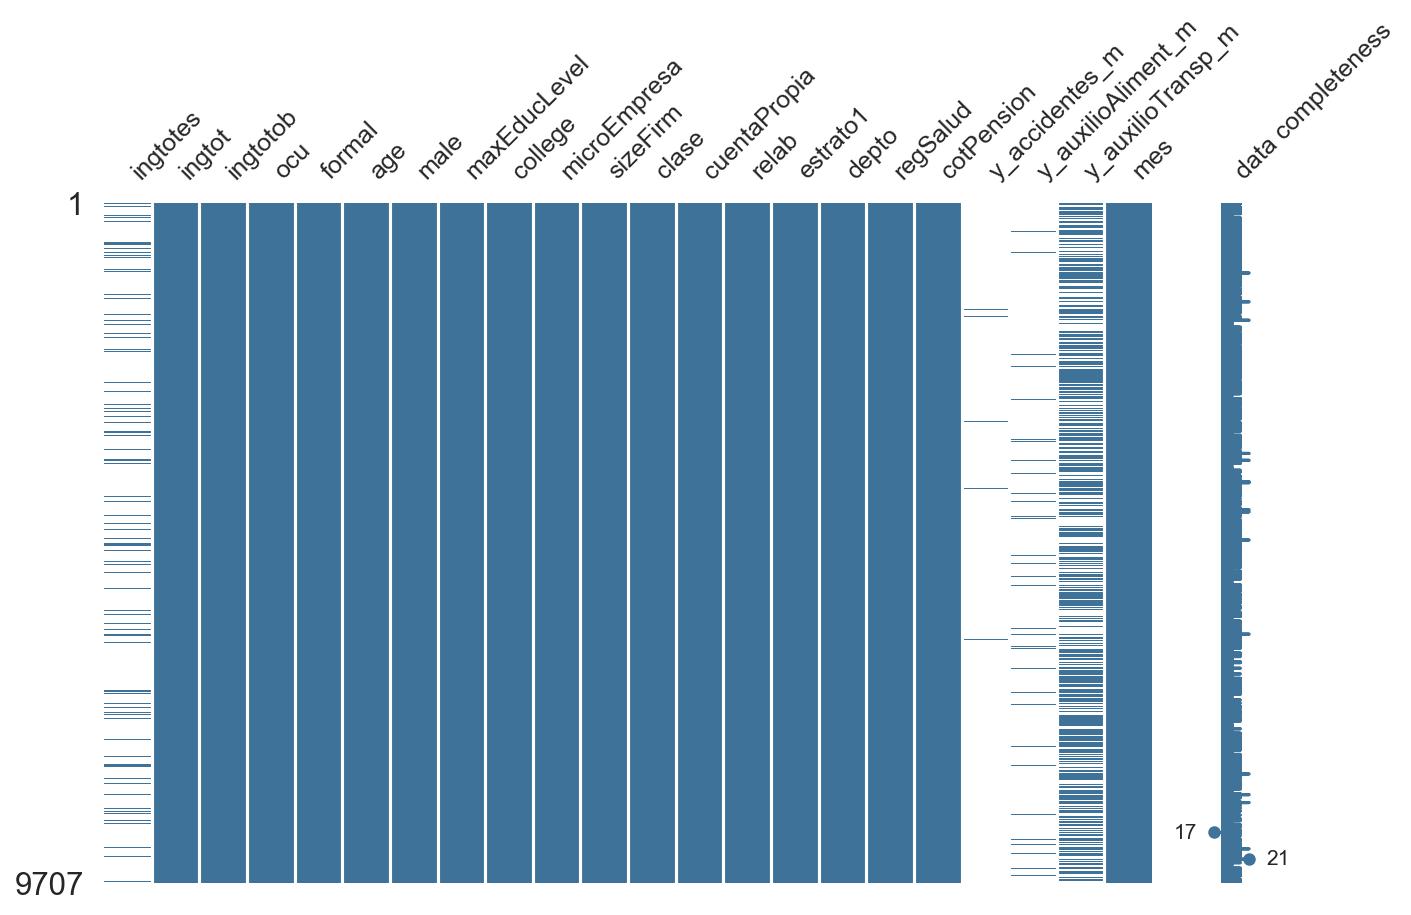 ingtotes
ingtot
ingtotob
ocu
formal
age
male
maxEducLevel
college
microEmpresa
sizeFirm
clase
cuentaPropia
relab
estrato1
depto
regSalud
cotPension
y_accidentes_m
y_auxilioAliment_m
y_auxilioTransp_m
mes
data completeness
1
17
21
9707